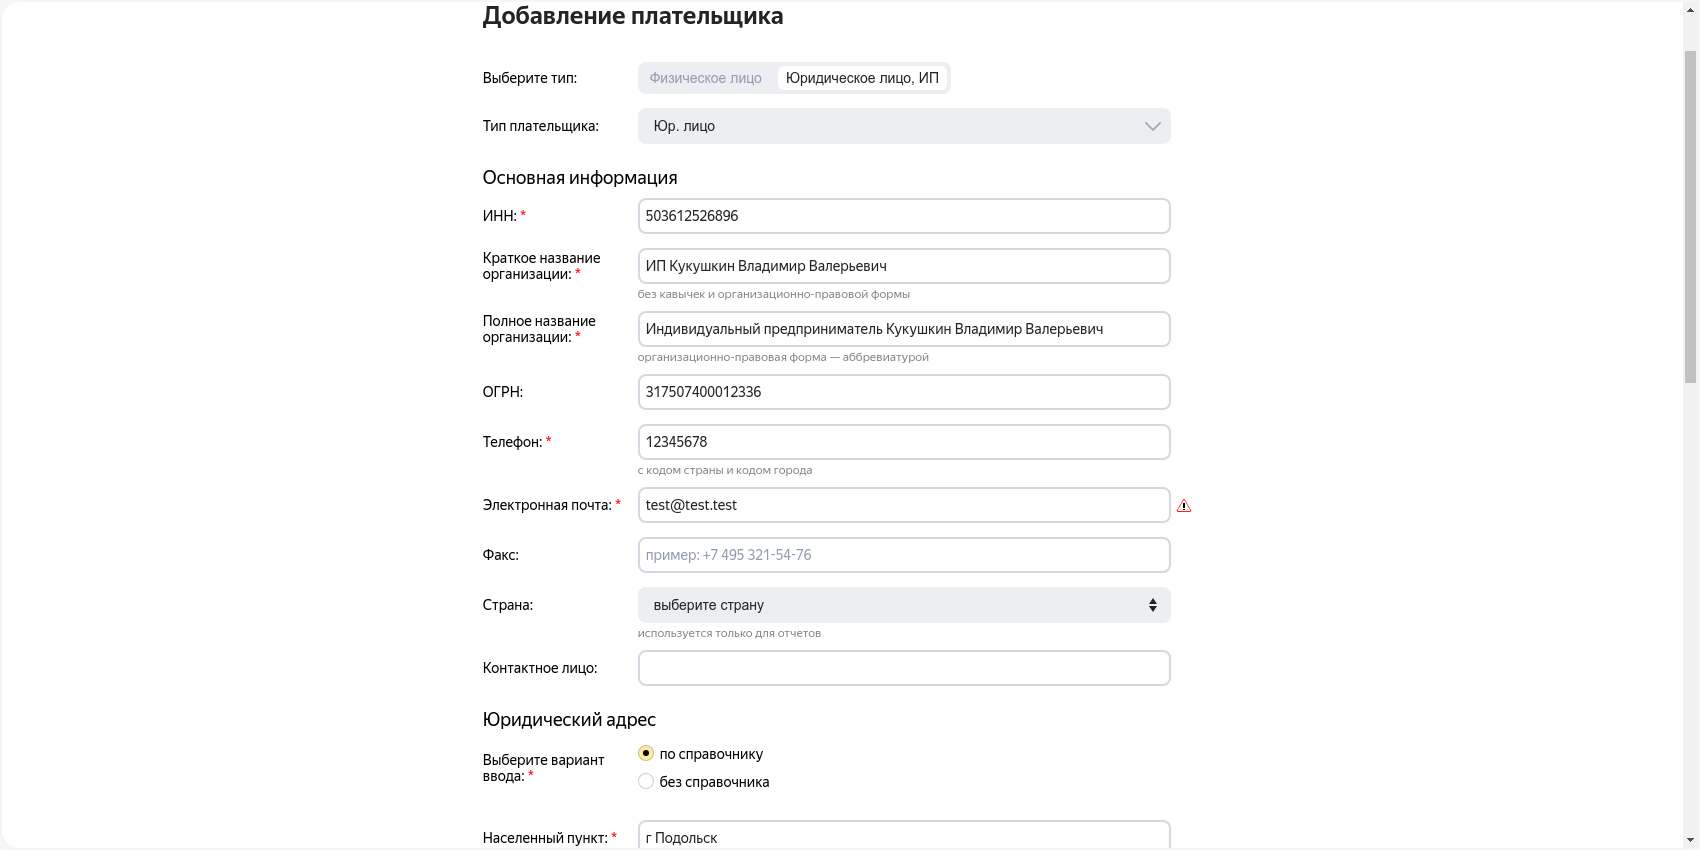 Добавление плательщика
Выберите тип:
Физическое лицо
Юридическое лицо, ИП
Тип плательщика:
Юр. лицо
Основная информация
ИНН: *
503612526896
Краткое название
организации: *
ИП Кукушкин Владимир Валерьевич
без кавычек и организационно-правовой формы
Полное название
организации: *
Индивидуальный предприниматель Кукушкин Владимир Валерьевич
организационно-правовая форма — аббревиатурой
ОГРН:
317507400012336
Телефон: *
12345678
с кодом страны и кодом города
Электронная почта: *
test@test.test
Факс:
пример: +7 495 321-54-76
Страна:
выберите страну
используется только для отчетов
Контактное лицо:
Юридический адрес
Выберите вариант
ввода: *
по справочнику
без справочника
Населенный пункт: *
г Подольск